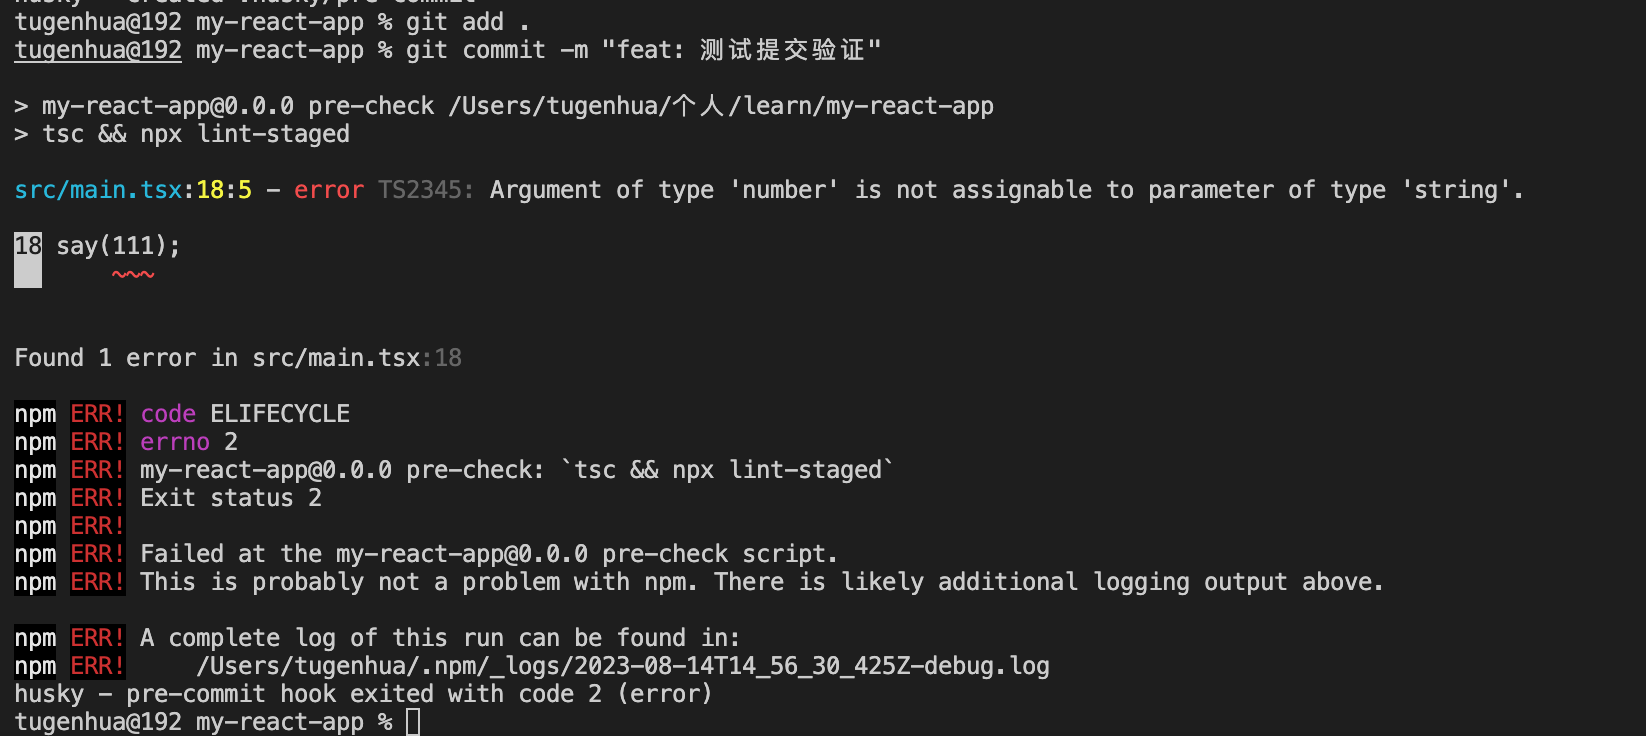 husky - created .husky/pre-commit
tugenhua@192 my-react-app % git add .
tugenhua@192 my-react-app % git commit -m "feat: 测试提交验证"
> my-react-app@0.0.0 pre-check /Users/tugenhua/个人/learn/my-react-app
> tsc && npx lint-staged
src/main.tsx:18:5 - error TS2345: Argument of type 'number' is not assignable to parameter of type 'string'.
18 say(111);
~~~
Found 1 error in src/main.tsx:18
npm ERR! code ELIFECYCLE
npm ERR! errno 2
npm ERR! my-react-app@0.0.0 pre-check: `tsc && npx lint-staged`
npm ERR! Exit status 2
npm ERR!
npm ERR! Failed at the my-react-app@0.0.0 pre-check script.
npm ERR! This is probably not a problem with npm. There is likely additional logging output above.
npm ERR! A complete log of this run can be found in:
npm ERR!     /Users/tugenhua/.npm/_logs/2023-08-14T14_56_30_425Z-debug.log
husky - pre-commit hook exited with code 2 (error)
tugenhua@192 my-react-app %